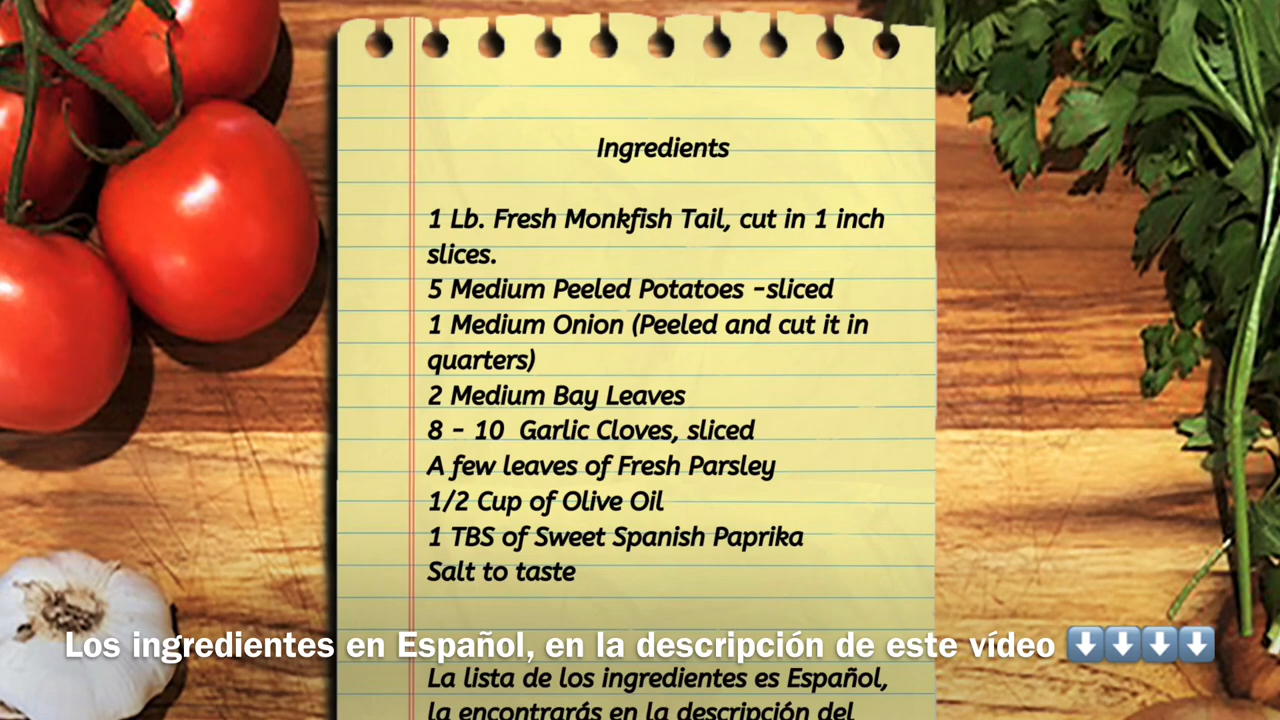 Ingredients
1 Lb. Fresh Monkfish Tail, cut in 1 inch
slices.
5 Medium Peeled Potatoes -sliced
1 Medium Onion (Peeled and cut it in
quarters)
2 Medium Bay Leaves
8 - 10 Garlic Cloves, sliced
A few leaves of Fresh Parsley
1/2 Cup of Olive Oil
1 TBS of Sweet Spanish Paprika
Salt to taste
Los ingredientes en Español, en la descripción de este vídeo ⬇️⬇️⬇️⬇️
La lista de los ingredientes es Español,
la encontrarás en la descripción del